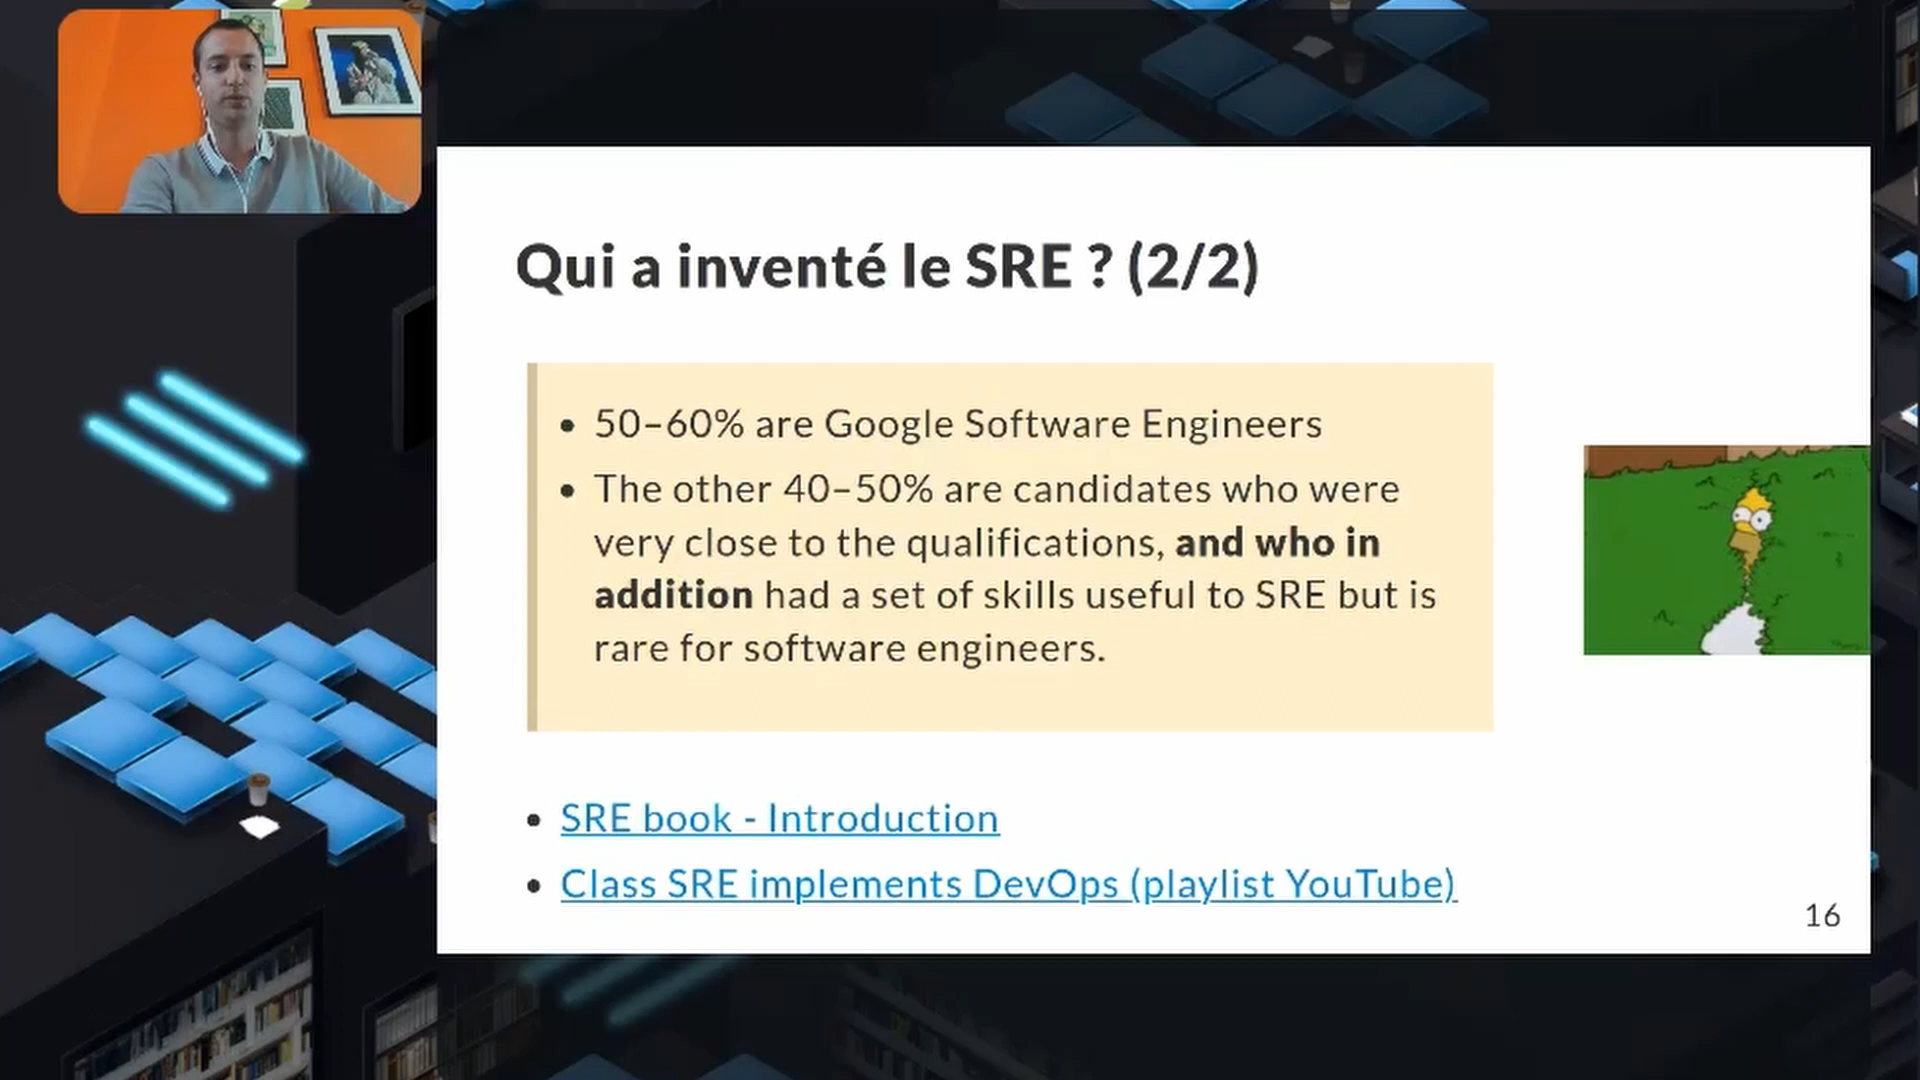 Qui a inventé le SRE ? (2/2)
• 50–60% are Google Software Engineers
• The other 40–50% are candidates who were
very close to the qualifications, and who in
addition had a set of skills useful to SRE but is
rare for software engineers.
• SRE book - Introduction
• Class SRE implements DevOps (playlist YouTube)
16